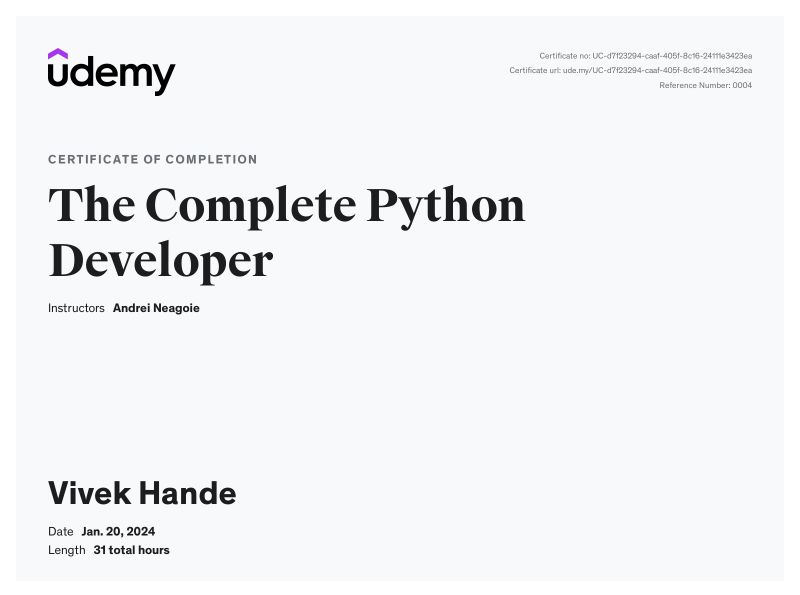 udemy
Certificate no: UC-d7f23294-caaf-405f-8c16-24111e3423ea
Certificate url: ude.my/UC-d7f23294-caaf-405f-8c16-24111e3423ea
Reference Number: 0004
CERTIFICATE OF COMPLETION
The Complete Python
Developer
Instructors Andrei Neagoie
Vivek Hande
Date Jan. 20, 2024
Length 31 total hours